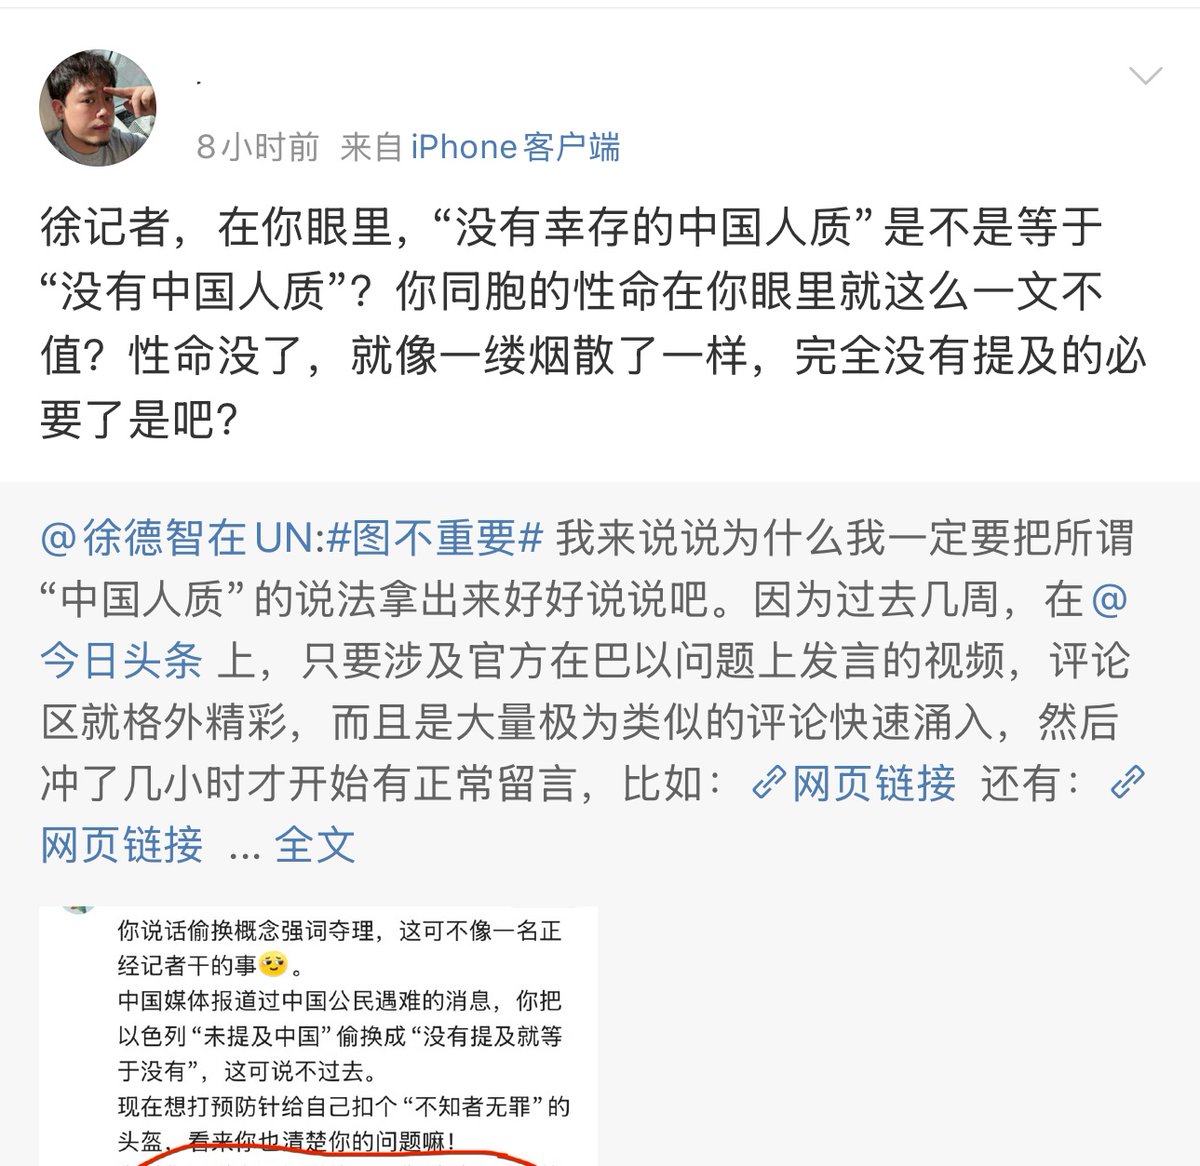 .
8小时前 来自 iPhone客户端
徐记者，在你眼里，“没有幸存的中国人质”是不是等于
“没有中国人质”？你同胞的性命在你眼里就这么一文不
值？性命没了，就像一缕烟散了一样，完全没有提及的必
要了是吧？
@徐德智在UN:#图不重要# 我来说说为什么我一定要把所谓
“中国人质”的说法拿出来好好说说吧。因为过去几周，在@
今日头条 上，只要涉及官方在巴以问题上发言的视频，评论
区就格外精彩，而且是大量极为类似的评论快速涌入，然后
冲了几小时才开始有正常留言，比如：网页链接 还有：
网页链接 ... 全文
你说话偷换概念强词夺理，这可不像一名正
经记者干的事🥺。
中国媒体报道过中国公民遇难的消息，你把
以色列“未提及中国”偷换成“没有提及就等
于没有”，这可说不过去。
现在想打预防针给自己扣个“不知者无罪”的
头盔，看来你也清楚你的问题嘛！